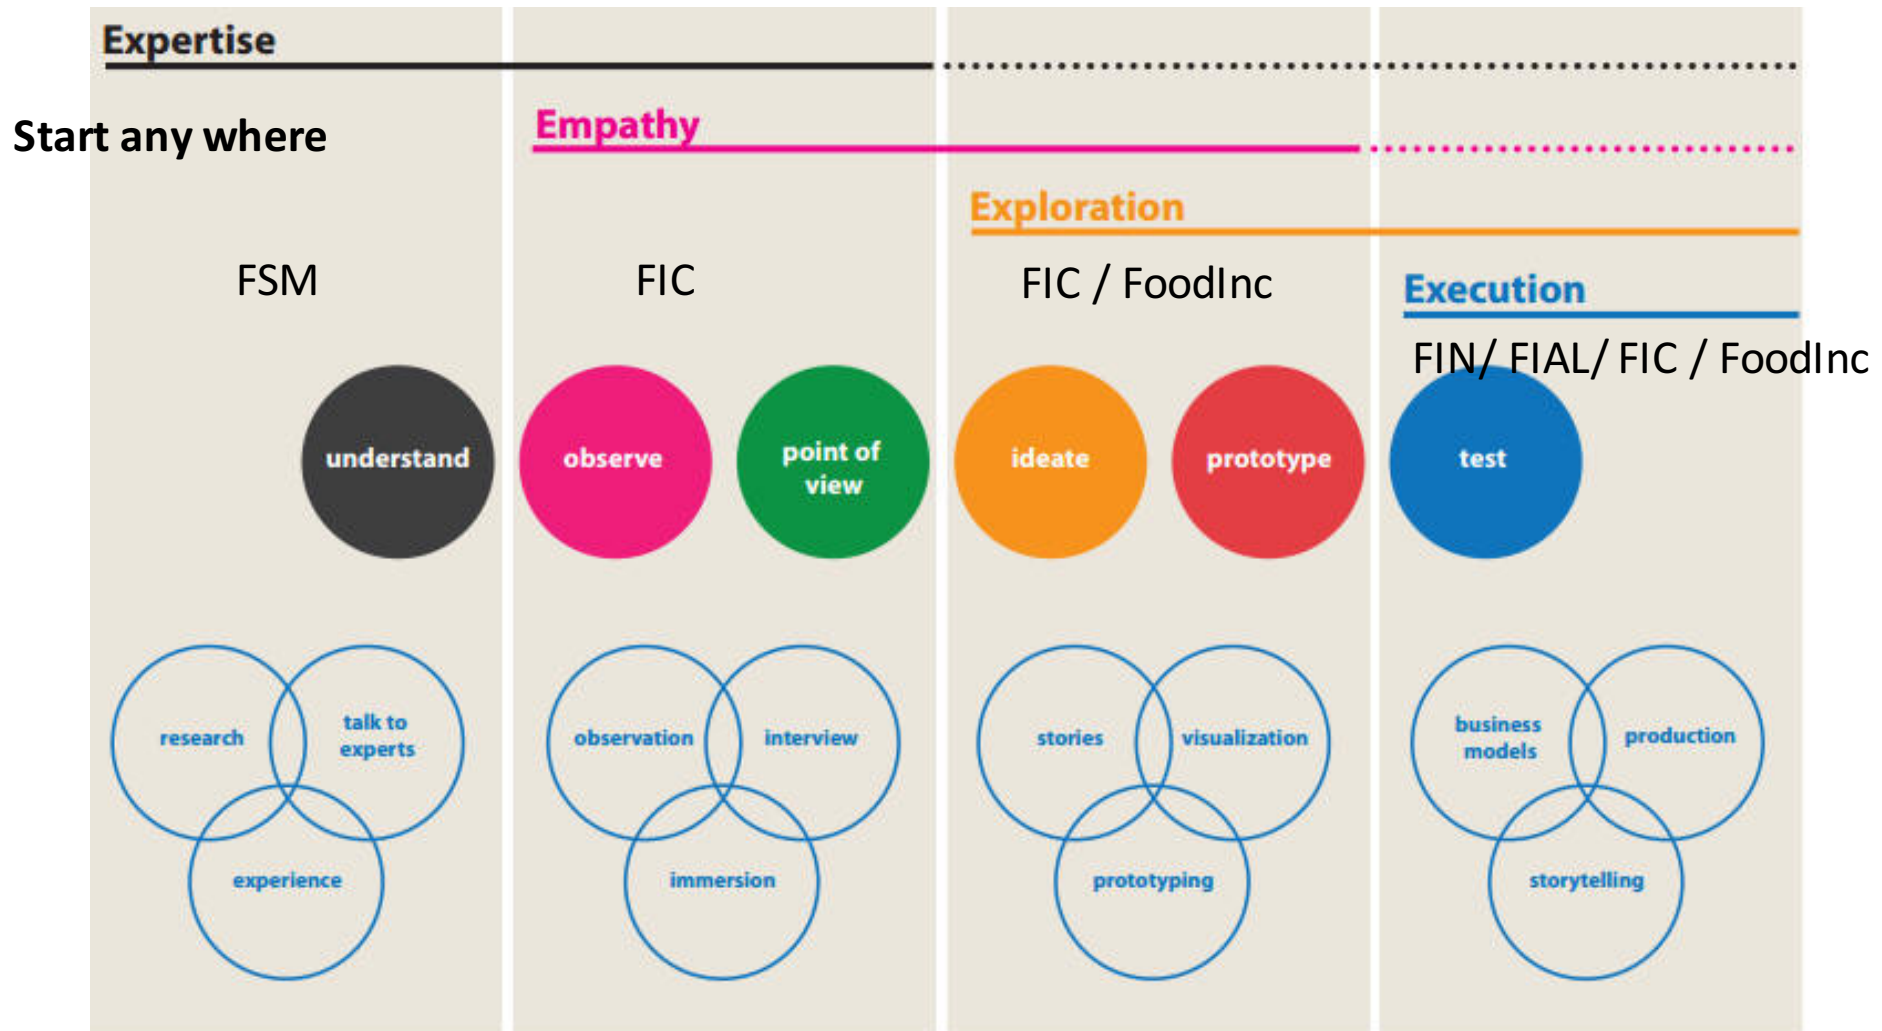 Expertise
Start any where
Empathy
Exploration
FSM
FIC
FIC / FoodInc
Execution
FIN/ FIAL/ FIC / FoodInc
understand
observe
point of
view
ideate
prototype
test
research
talk to
experts
experience
observation
interview
immersion
stories
visualization
prototyping
business
models
production
storytelling